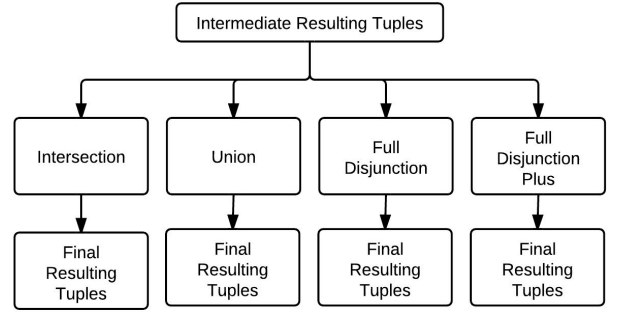 Intermediate Resulting Tuples
Intersection
Union
Full
Disjunction
Full
Disjunction
Plus
Final
Resulting
Tuples
Final
Resulting
Tuples
Final
Resulting
Tuples
Final
Resulting
Tuples